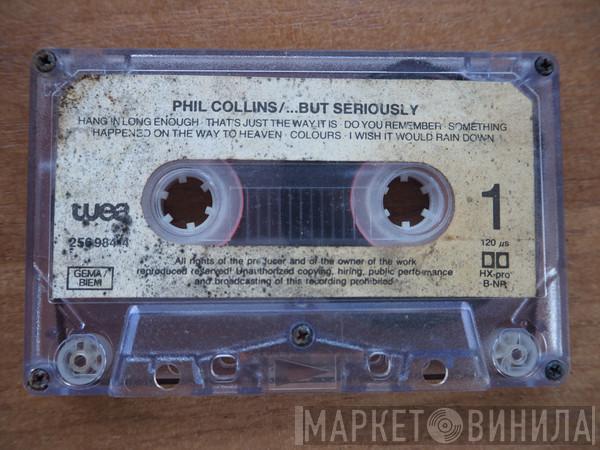 PHIL COLLINS/...BUT SERIOUSLY
HANG IN LONG ENOUGH · THAT'S JUST THE WAY IT IS · DO YOU REMEMBER · SOMETHING
HAPPENED ON THE WAY TO HEAVEN · COLOURS · I WISH IT WOULD RAIN DOWN
wea
256984-4
1
120 µs
All rights of the producer and of the owner of the work
reproduced reserved! Unauthorized copying, hiring, public performance
and broadcasting of this recording prohibited
GEMA/
BIEM
HX-pro
B-NR
МАРКЕТ ВИНИЛА